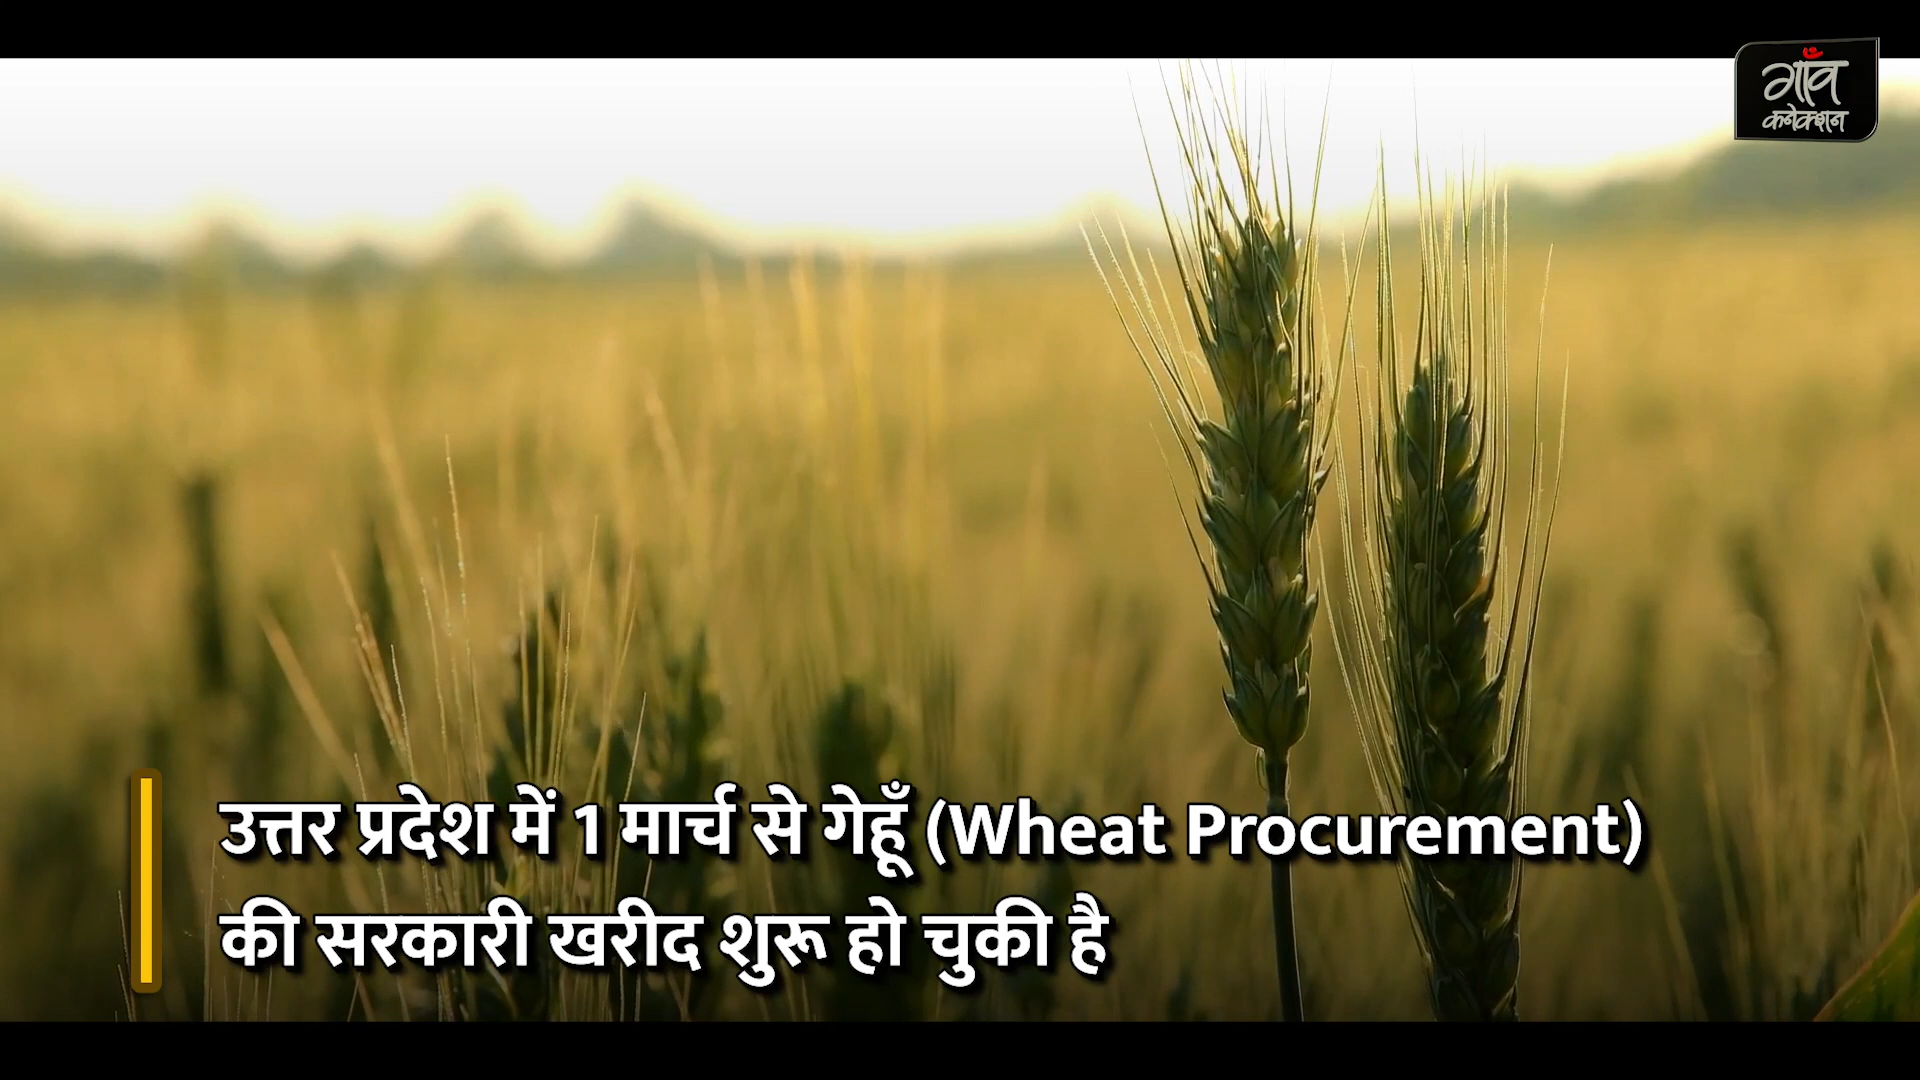 गाँव
कनेक्शन
उत्तर प्रदेश में 1 मार्च से गेहूँ (Wheat Procurement)
की सरकारी खरीद शुरू हो चुकी है